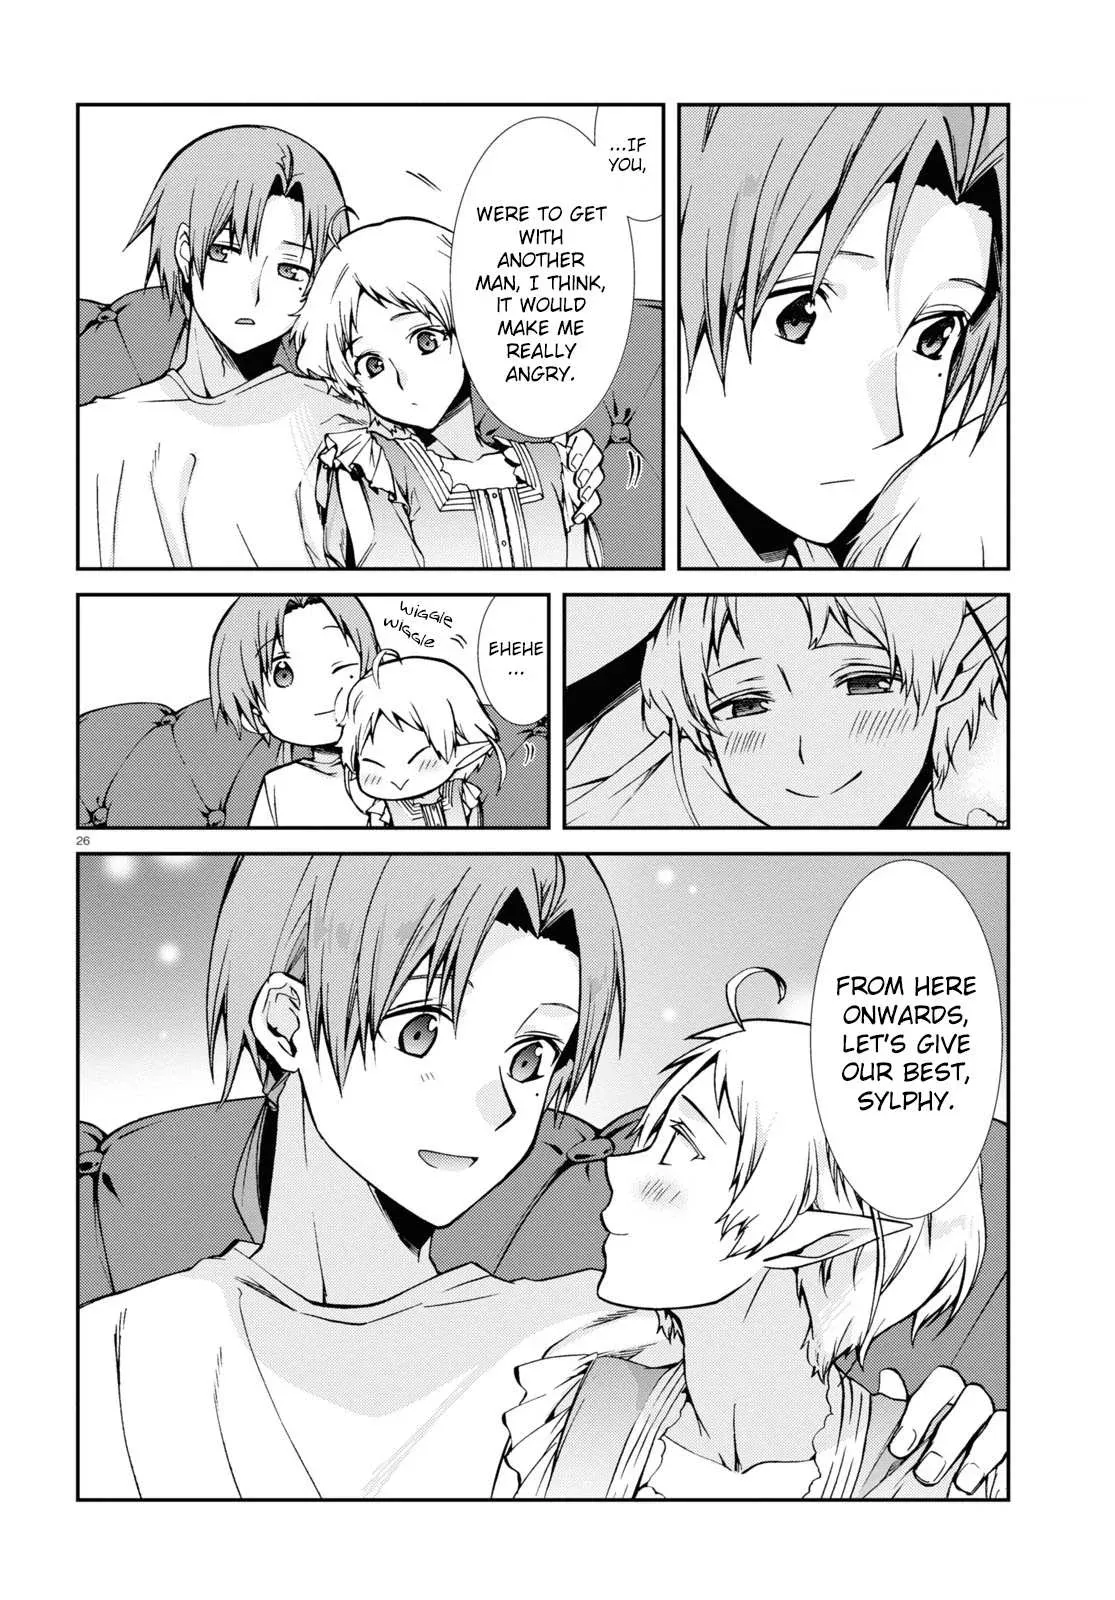 ...IF
YOU,
WERE TO GET
WITH
ANOTHER
MAN, I THINK,
IT WOULD
MAKE ME
REALLY
ANGRY.
EHEHE
...
wiggle
wiggle
26
FROM HERE
ONWARDS,
LET'S GIVE
OUR BEST,
SYLPHY.